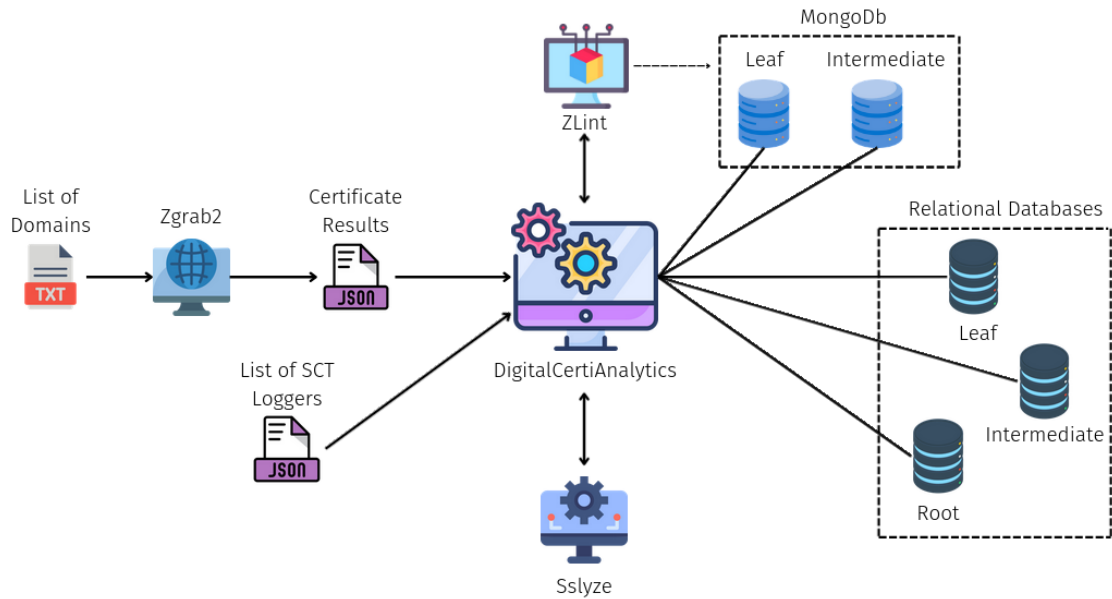 MongoDb
Leaf
Intermediate
ZLint
List of
Domains
Zgrab2
Certificate
Results
Relational Databases
TXT
JSON
Leaf
DigitalCertiAnalytics
List of SCT
Loggers
Intermediate
JSON
Root
Sslyze